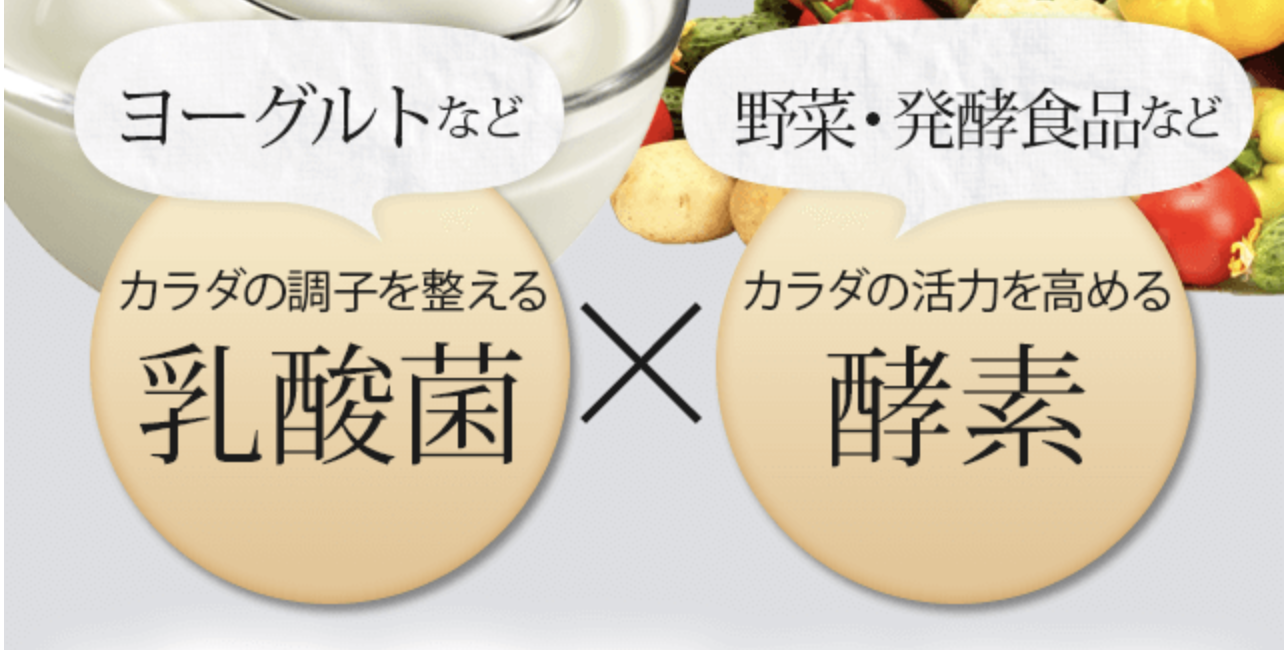 ヨーグルトなど
カラダの調子を整える
乳酸菌
×
野菜・発酵食品など
カラダの活力を高める
酵素